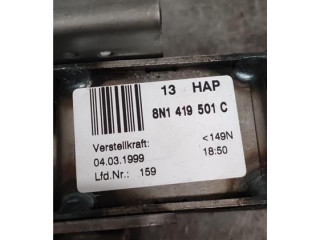 13 HAP
8N1 419 501 C
Verstellkraft: <149N
04.03.1999 18:50
Lfd.Nr.: 159